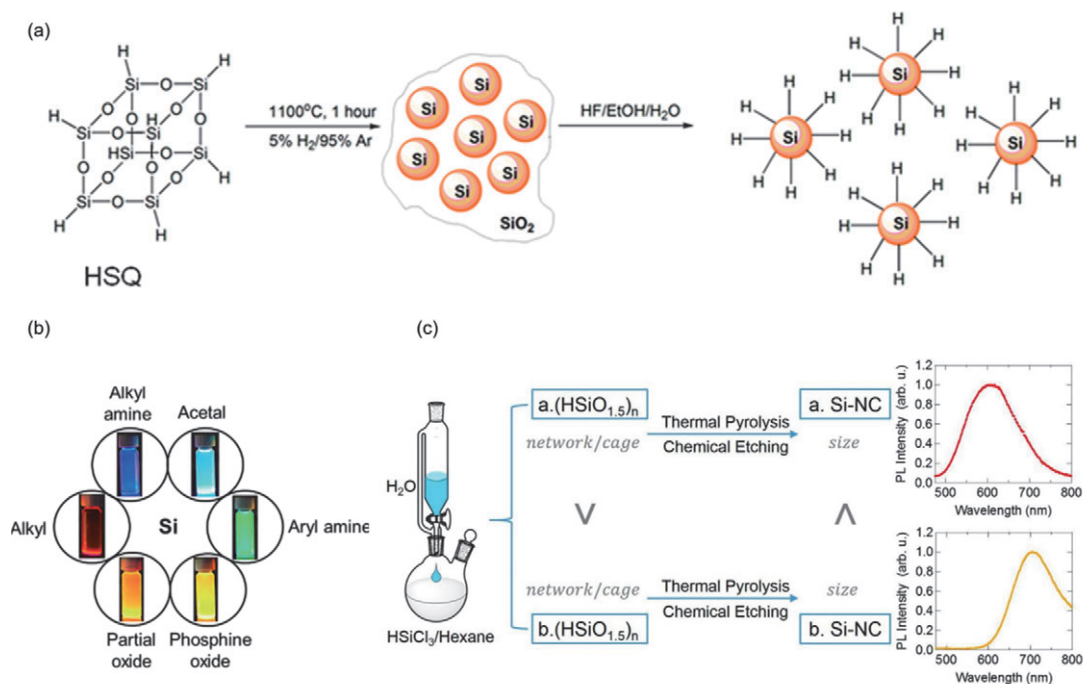 (a)
H
H
Si
O
Si
O
O
O
H
Si
O
Si
H
O
O
HSi
O
Si
O
O
O
H
Si
O
Si
H
H
HSQ
1100°C, 1 hour
5% H₂/95% Ar
Si
Si
Si
Si
Si
Si
Si
SiO₂
HF/EtOH/H₂O
H
H
H
H
Si
H
H
H
H
H
H
H
H
Si
H
H
H
H
H
H
H
H
Si
H
H
H
H
H
H
H
H
Si
H
H
H
H
(b)
Alkyl
amine
Acetal
Alkyl
Si
Aryl amine
Partial
oxide
Phosphine
oxide
(c)
H₂O
HSiCl₃/Hexane
a.(HSiO₁.₅)ₙ
network/cage
Thermal Pyrolysis
Chemical Etching
a. Si-NC
size
V
Λ
network/cage
b.(HSiO₁.₅)ₙ
Thermal Pyrolysis
Chemical Etching
size
b. Si-NC
PL Intensity (arb. u.)
1.2
1.0
0.8
0.6
0.4
0.2
0.0
500 600 700 800
Wavelength (nm)
PL Intensity (arb. u.)
1.2
1.0
0.8
0.6
0.4
0.2
0.0
500 600 700 800
Wavelength (nm)